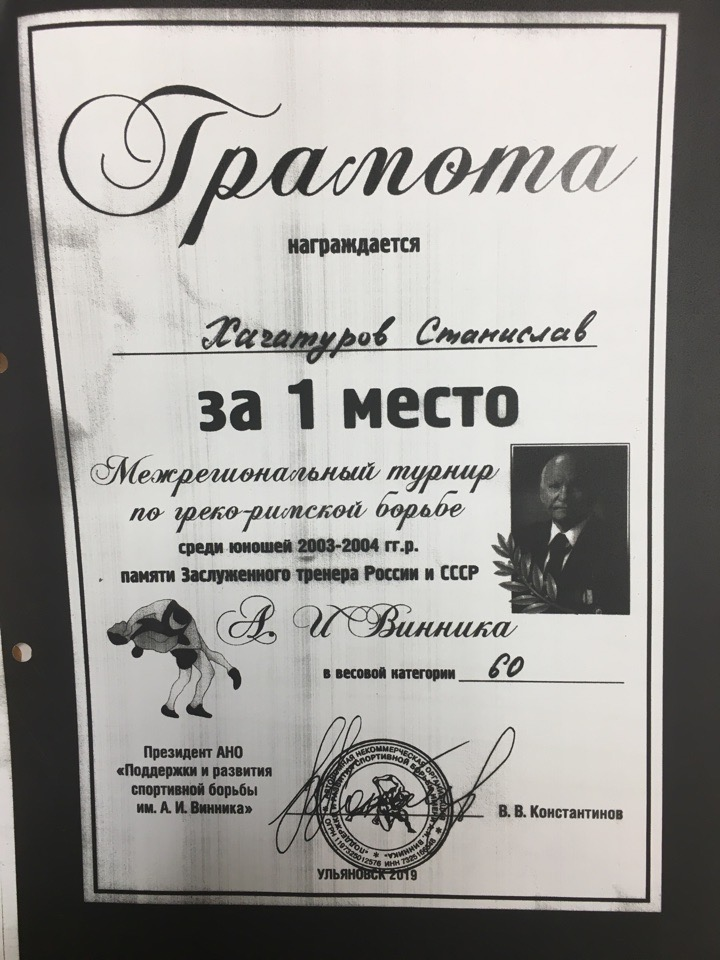 Грамота
награждается
Хачатуров Станислав
за 1 место
Межрегиональный турнир
по греко-римской борьбе
среди юношей 2003-2004 гг.р.
памяти Заслуженного тренера России и СССР
А. И Винника
в весовой категории 60
Президент АНО
«Поддержки и развития
спортивной борьбы
им. А. И. Винника»
В. В. Константинов
УЛЬЯНОВСК 2019